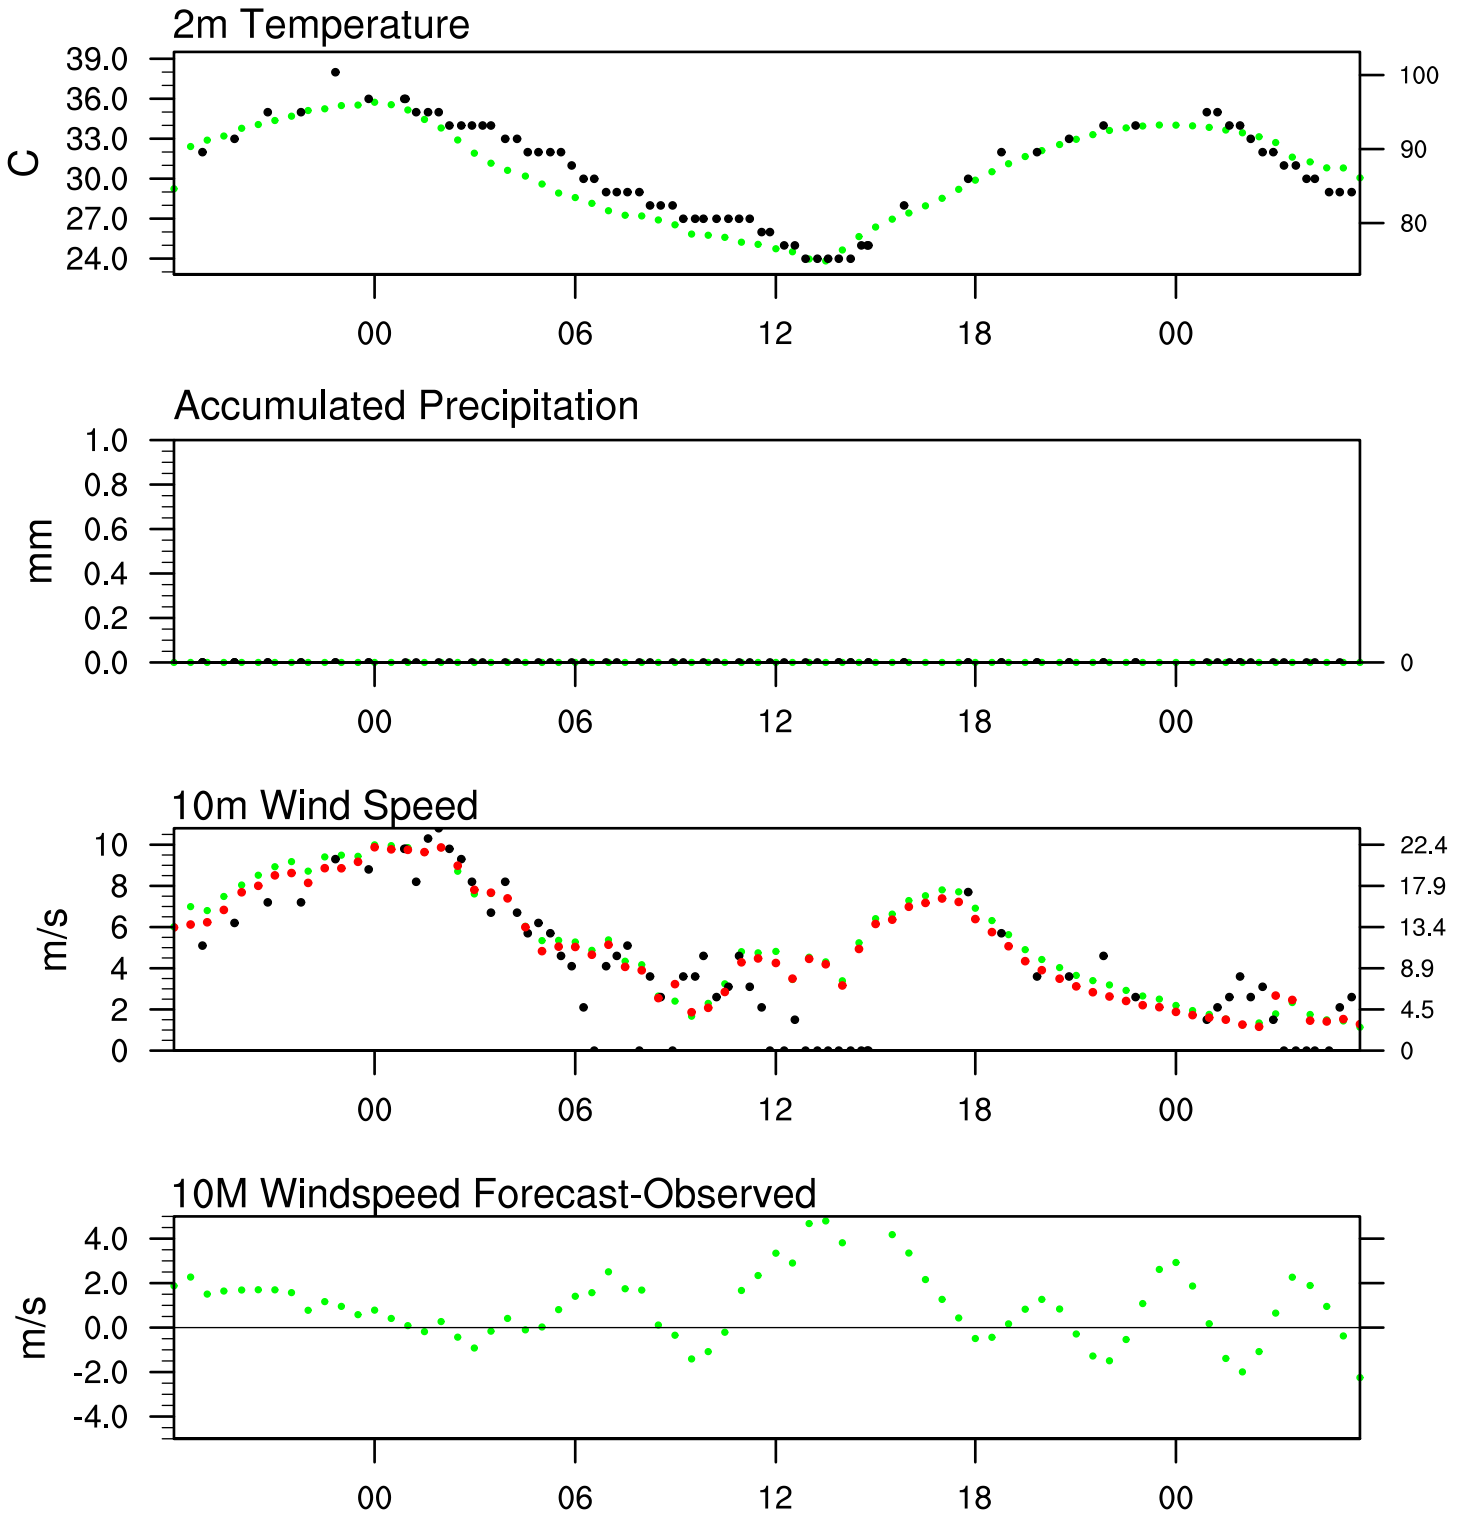 2m Temperature
39.0
36.0
33.0
30.0
27.0
24.0
C
100
90
80
00 06 12 18 00
Accumulated Precipitation
1.0
0.8
0.6
0.4
0.2
0.0
mm
0
00 06 12 18 00
10m Wind Speed
10
8
6
4
2
0
m/s
22.4
17.9
13.4
8.9
4.5
0
00 06 12 18 00
10M Windspeed Forecast-Observed
4.0
2.0
0.0
-2.0
-4.0
m/s
00 06 12 18 00